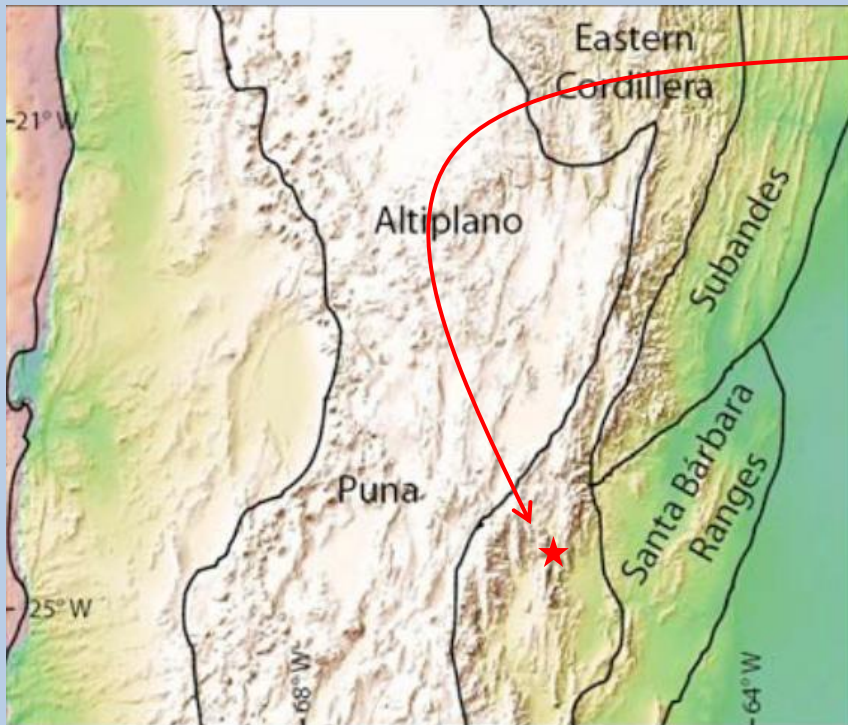 Eastern
Cordillera
21° W
Altiplano
Subandes
Puna
Santa Bárbara
Ranges
25° W
68° W
64° W